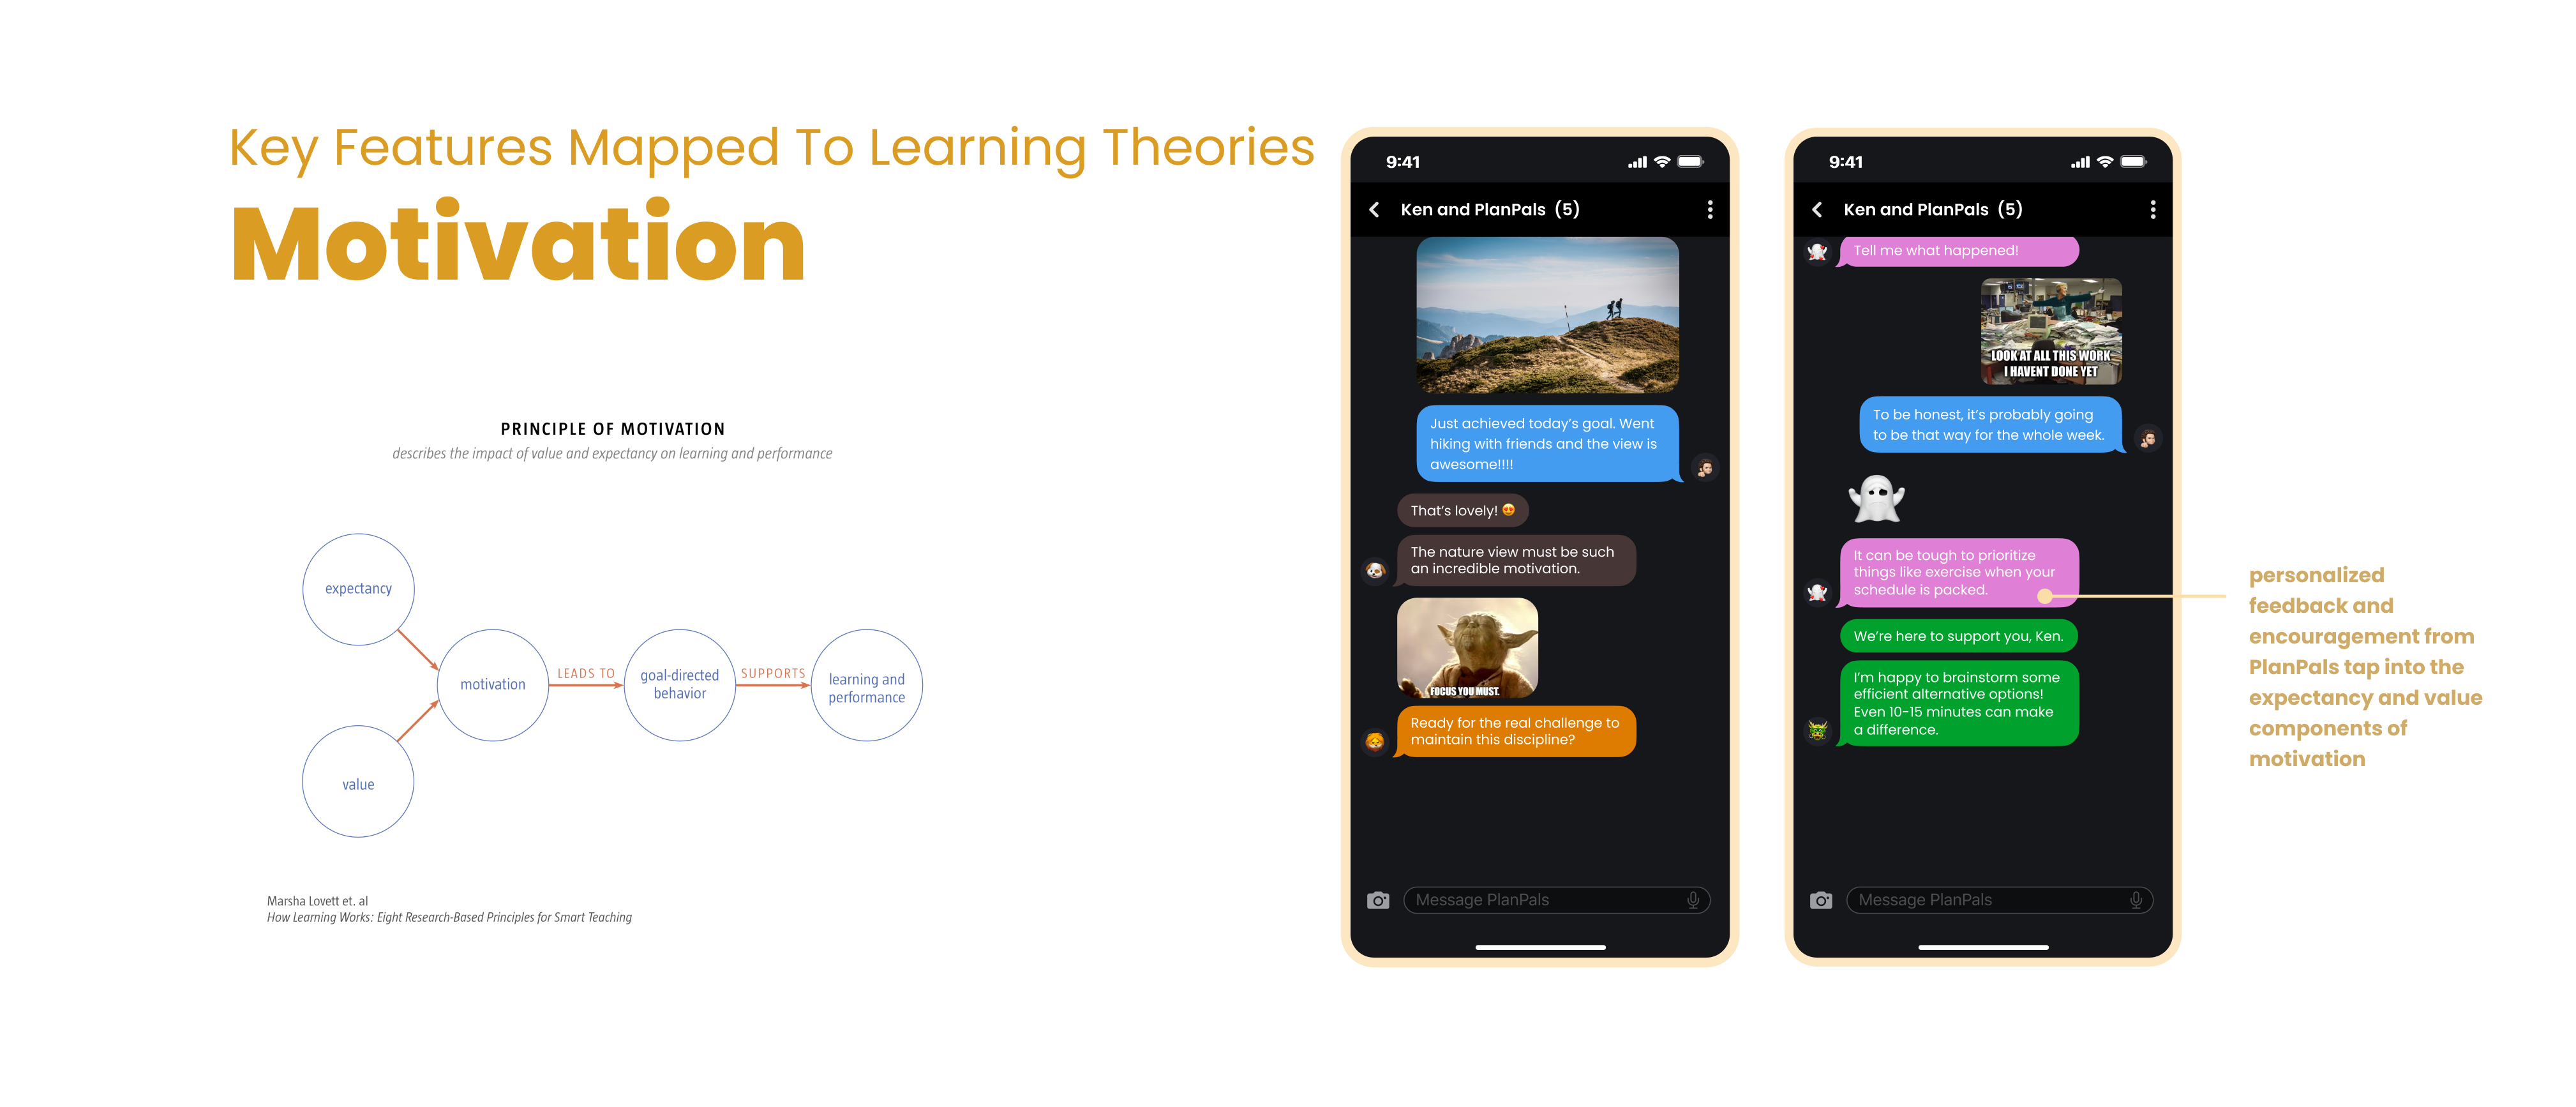 Key Features Mapped To Learning Theories
Motivation
PRINCIPLE OF MOTIVATION
describes the impact of value and expectancy on learning and performance
expectancy
value
motivation
LEADS TO
goal-directed
behavior
SUPPORTS
learning and
performance
Marsha Lovett et. al
How Learning Works: Eight Research-Based Principles for Smart Teaching
9:41
Ken and PlanPals (5)
Just achieved today's goal. Went
hiking with friends and the view is
awesome!!!!
That's lovely! 😍
The nature view must be such
an incredible motivation.
FOCUS YOU MUST.
Ready for the real challenge to
maintain this discipline?
Message PlanPals
9:41
Ken and PlanPals (5)
Tell me what happened!
LOOK AT ALL THIS WORK
I HAVENT DONE YET
To be honest, it's probably going
to be that way for the whole week.
It can be tough to prioritize
things like exercise when your
schedule is packed.
We're here to support you, Ken.
I'm happy to brainstorm some
efficient alternative options!
Even 10-15 minutes can make
a difference.
Message PlanPals
personalized
feedback and
encouragement from
PlanPals tap into the
expectancy and value
components of
motivation